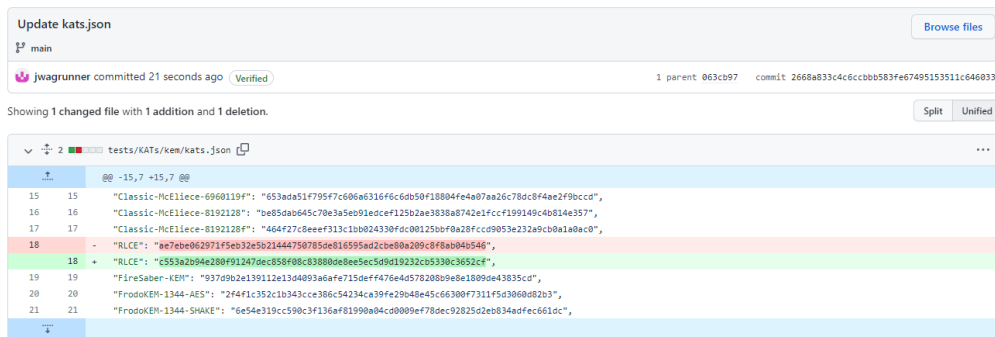 Update kats.json
Browse files
main
jwagrunner committed 21 seconds ago Verified
1 parent 063cb97 commit 2668a833c4c6ccbbb583fe67495153511c646033
Showing 1 changed file with 1 addition and 1 deletion.
Split Unified
2 tests/KATs/kem/kats.json
@@ -15,7 +15,7 @@
15 15 "Classic-McEliece-6960119f": "653ada51f795f7c606a6316f6c6db50f18804fe4a07aa26c78dc8f4ae2f9bccd",
16 16 "Classic-McEliece-8192128": "be85dab645c70e3a5eb91edcef125b2ae3838a8742e1fccf199149c4b814e357",
17 17 "Classic-McEliece-8192128f": "464f27c8eeef313c1bb024330fdc00125bbf0a28fccd9053e232a9cb0a1a0ac0",
18 - "RLCE": "ae7ebe062971f5eb32e5b21444750785de816595ad2cbe80a209c8f8ab04b546",
18 + "RLCE": "c553a2b94e280f91247dec858f08c83880de8ee5ec5d9d19232cb5330c3652cf",
19 19 "FireSaber-KEM": "937d9b2e139112e13d4093a6afe715deff476e4d578208b9e8e1809de43835cd",
20 20 "FrodoKEM-1344-AES": "2f4f1c352c1b343cce386c54234ca39fe29b48e45c66300f7311f5d3060d82b3",
21 21 "FrodoKEM-1344-SHAKE": "6e54e319cc590c3f136af81990a04cd0009ef78dec92825d2eb834adfec661dc",